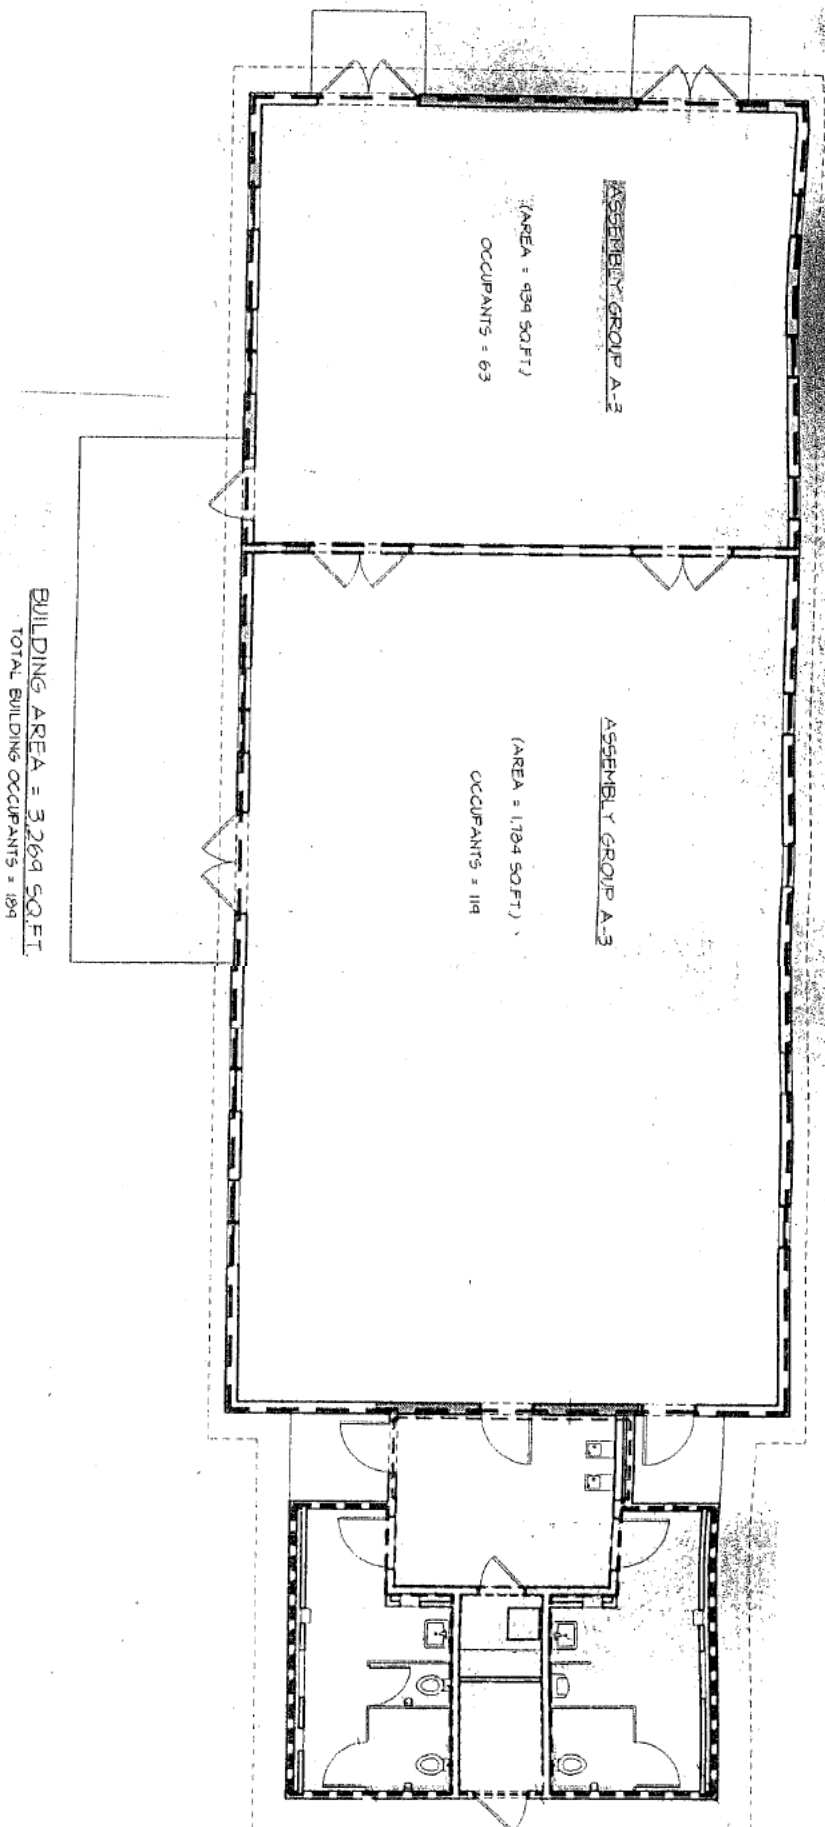 ASSEMBLY GROUP A-3
(AREA = 939 SQ.FT.)
OCCUPANTS = 63
ASSEMBLY GROUP A-3
(AREA = 1,784 SQ.FT.)
OCCUPANTS = 119
BUILDING AREA = 3,269 SQ.FT.
TOTAL BUILDING OCCUPANTS = 189